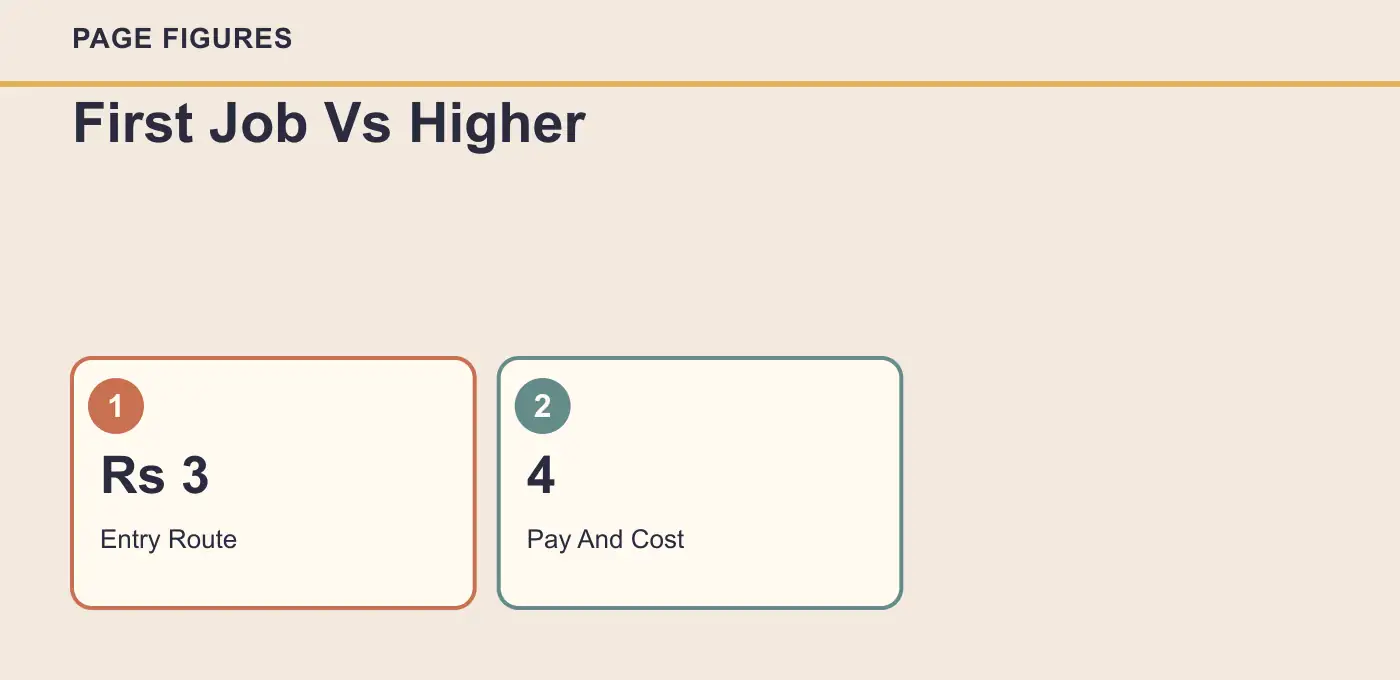 PAGE FIGURES
First Job Vs Higher
1
Rs 3
Entry Route
2
4
Pay And Cost